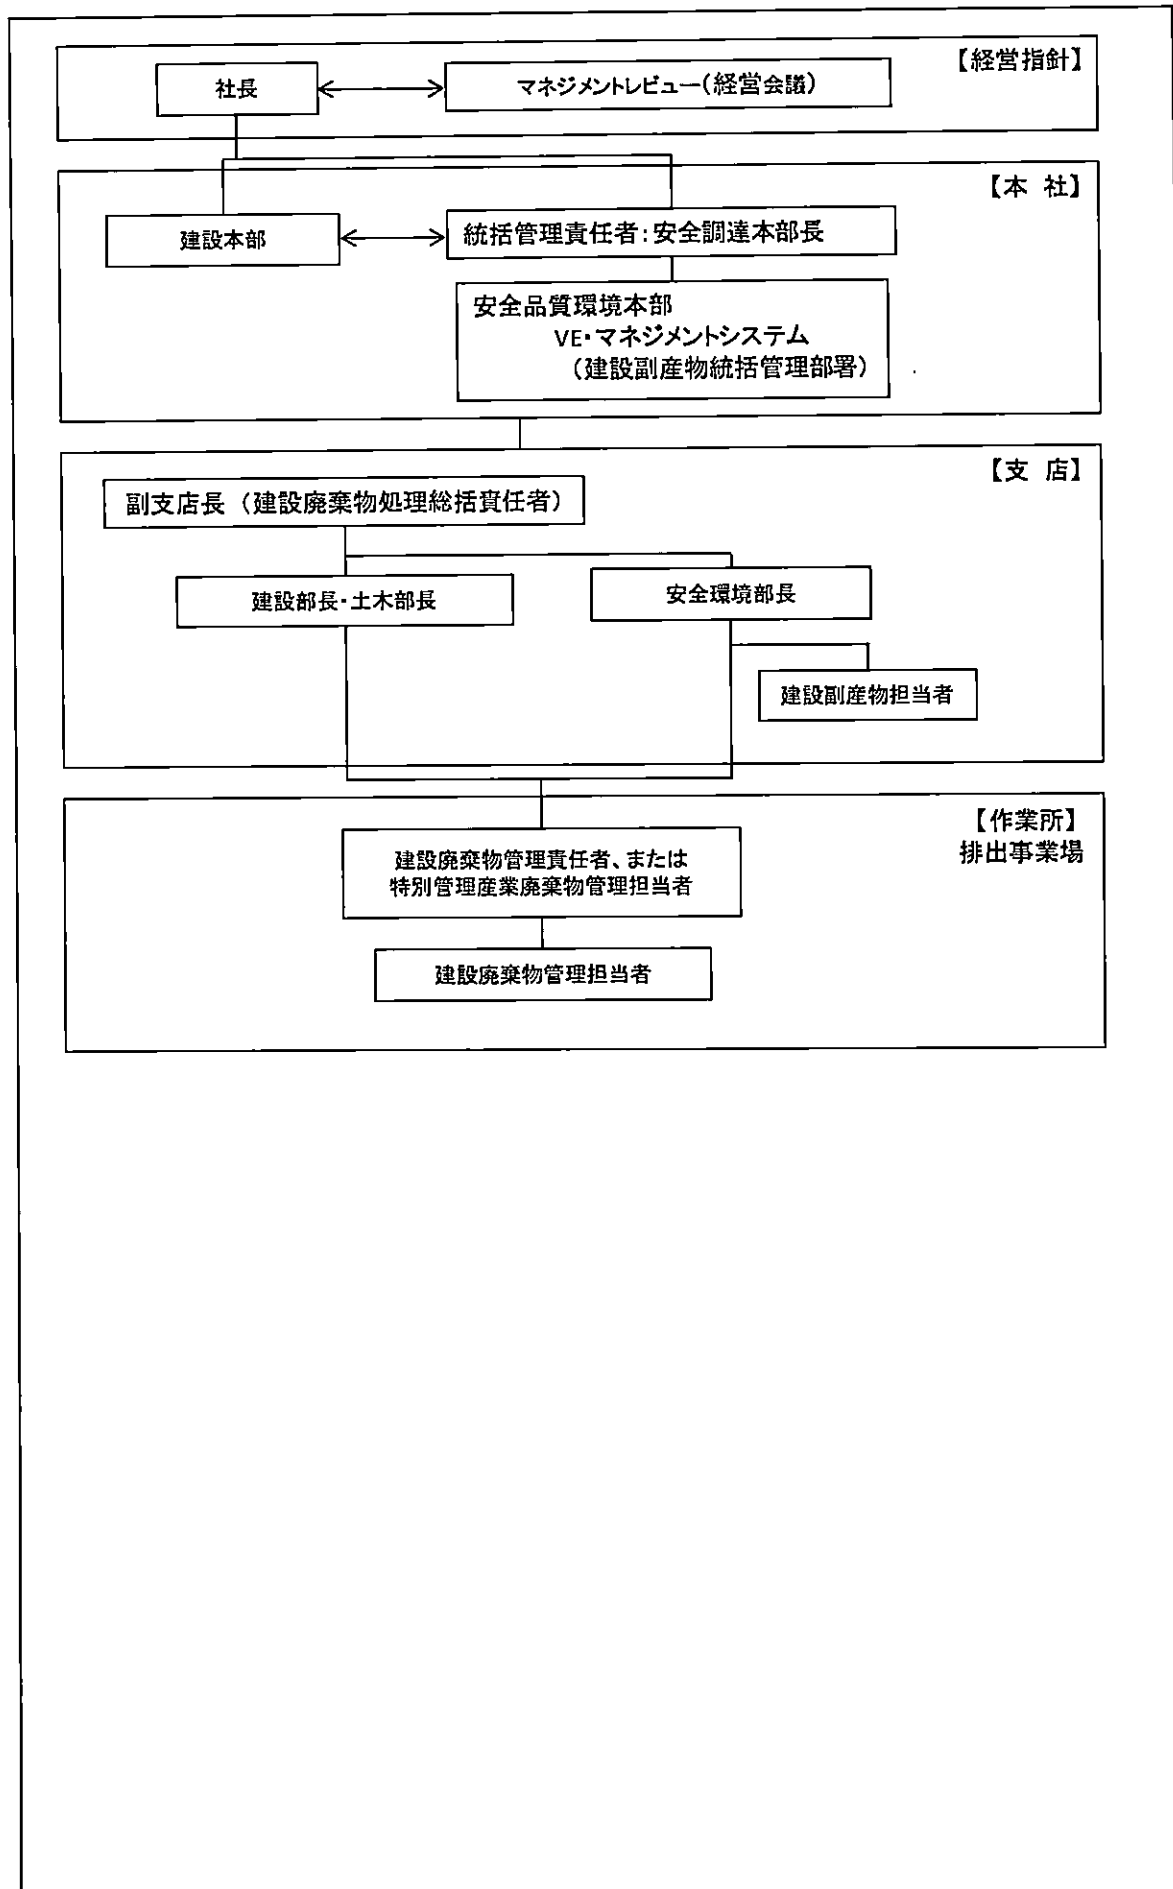 【経営指針】
社長
マネジメントレビュー(経営会議)
【本 社】
建設本部
統括管理責任者:安全調達本部長
安全品質環境本部
VE・マネジメントシステム
(建設副産物統括管理部署)
【支 店】
副支店長 (建設廃棄物処理総括責任者)
建設部長・土木部長
安全環境部長
建設副産物担当者
【作業所】
排出事業場
建設廃棄物管理責任者、または
特別管理産業廃棄物管理担当者
建設廃棄物管理担当者